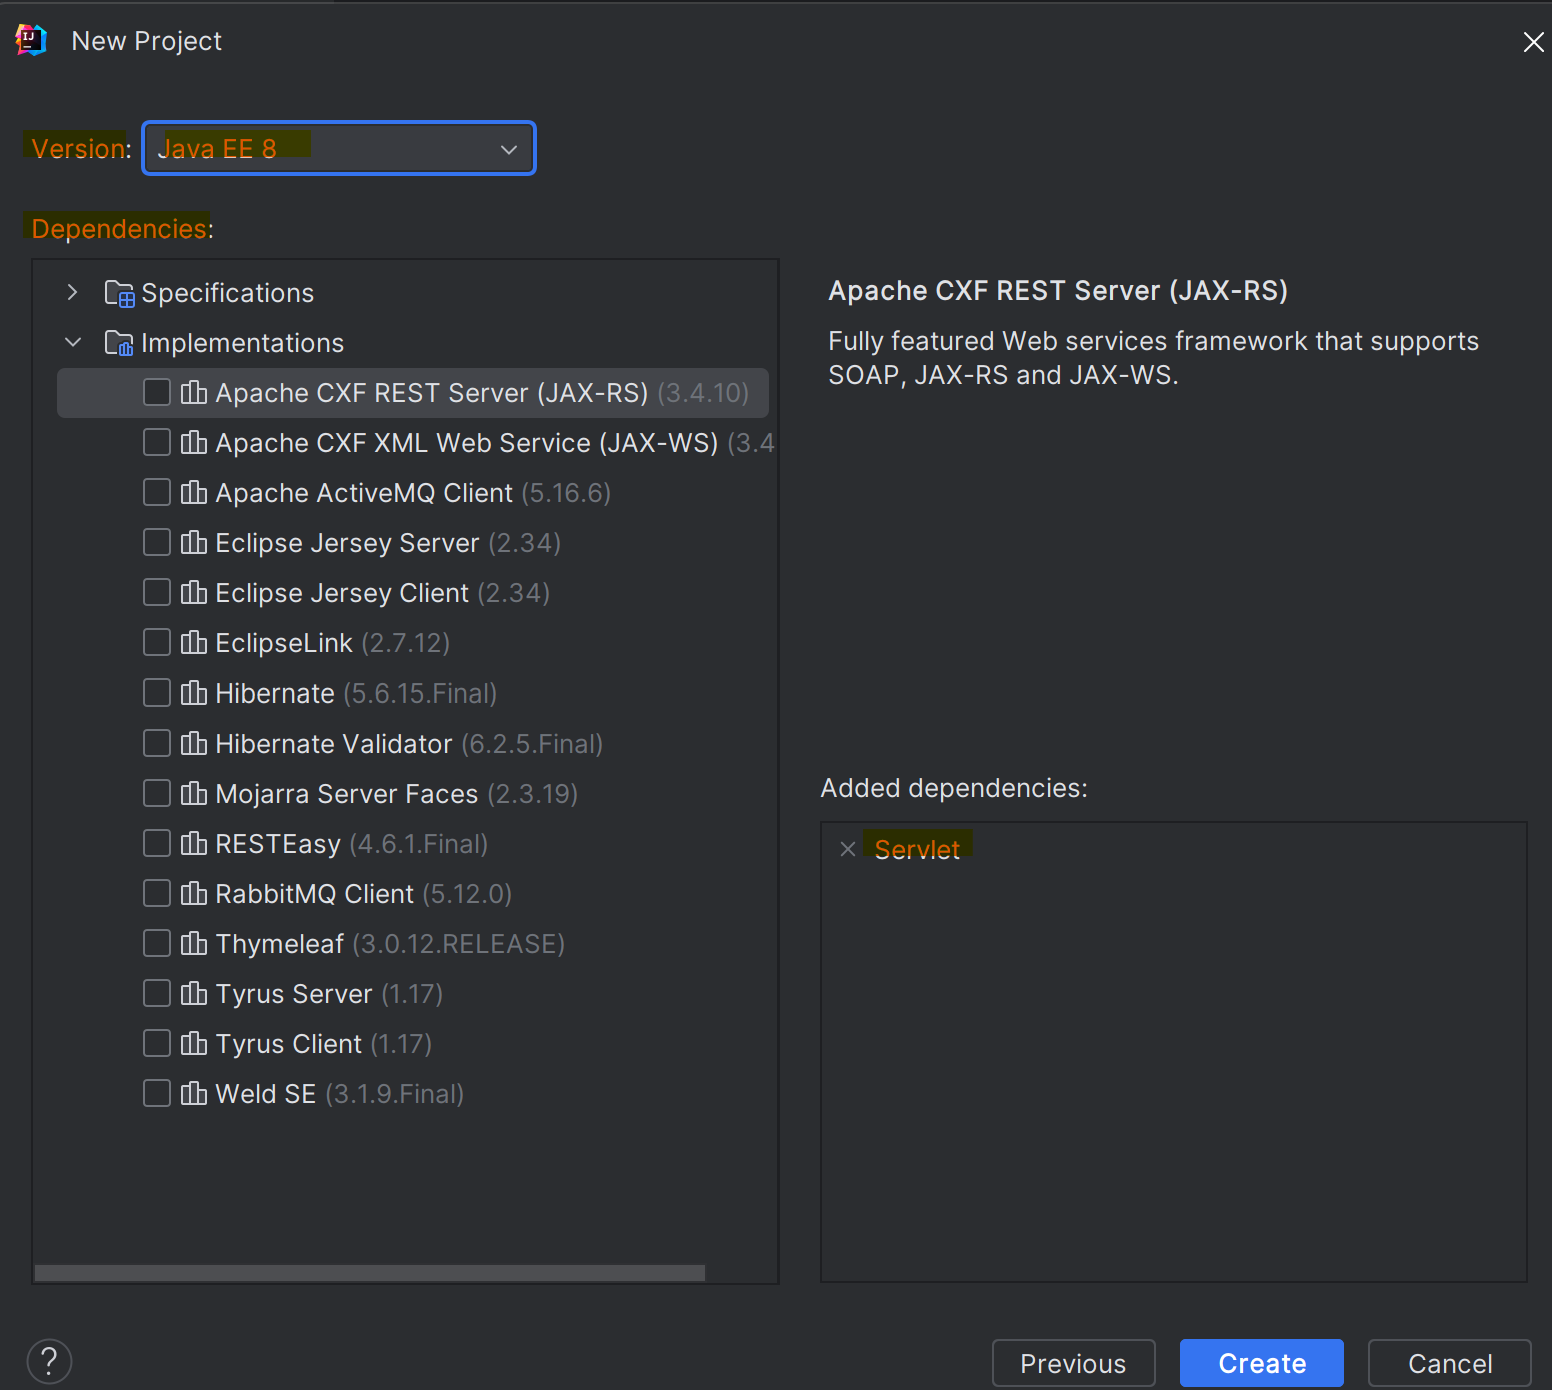 New Project
Version: Java EE 8
Dependencies:
Specifications
Implementations
Apache CXF REST Server (JAX-RS) (3.4.10)
Apache CXF XML Web Service (JAX-WS) (3.4
Apache ActiveMQ Client (5.16.6)
Eclipse Jersey Server (2.34)
Eclipse Jersey Client (2.34)
EclipseLink (2.7.12)
Hibernate (5.6.15.Final)
Hibernate Validator (6.2.5.Final)
Mojarra Server Faces (2.3.19)
RESTEasy (4.6.1.Final)
RabbitMQ Client (5.12.0)
Thymeleaf (3.0.12.RELEASE)
Tyrus Server (1.17)
Tyrus Client (1.17)
Weld SE (3.1.9.Final)
Apache CXF REST Server (JAX-RS)
Fully featured Web services framework that supports
SOAP, JAX-RS and JAX-WS.
Added dependencies:
Servlet
? Previous Create Cancel